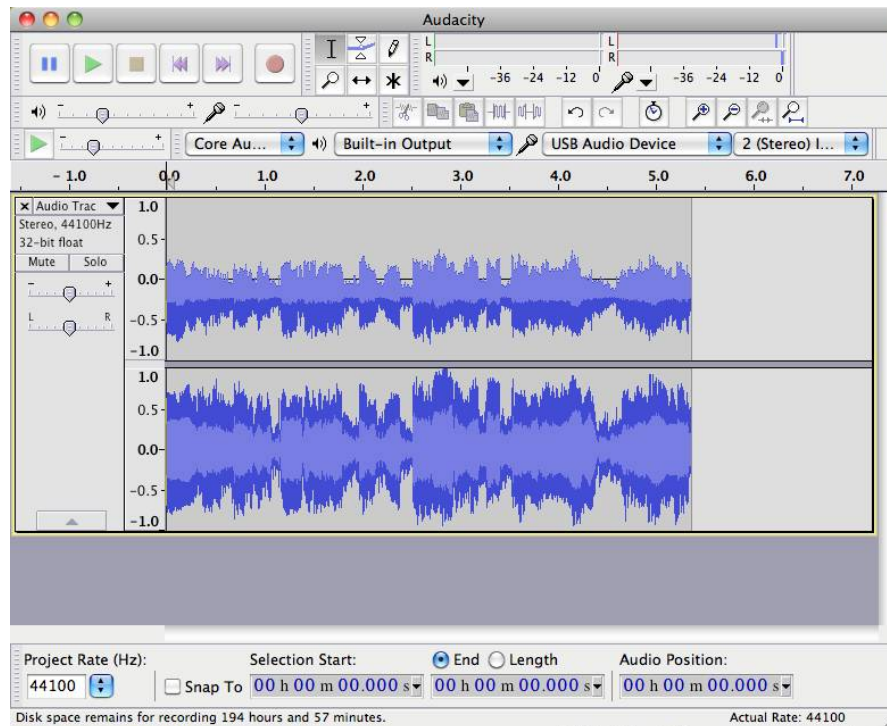 Audacity
L
R
-36 -24 -12 0
L
R
-36 -24 -12 0
- +
- +
- +
Core Au...
Built-in Output
USB Audio Device
2 (Stereo) I...
- 1.0 0.0 1.0 2.0 3.0 4.0 5.0 6.0 7.0
Audio Trac
Stereo, 44100Hz
32-bit float
Mute Solo
- +
L R
1.0
0.5
0.0
-0.5
-1.0
1.0
0.5
0.0
-0.5
-1.0
Project Rate (Hz):
Selection Start:
End Length
Audio Position:
44100
Snap To
00 h 00 m 00.000 s
00 h 00 m 00.000 s
00 h 00 m 00.000 s
Disk space remains for recording 194 hours and 57 minutes.
Actual Rate: 44100